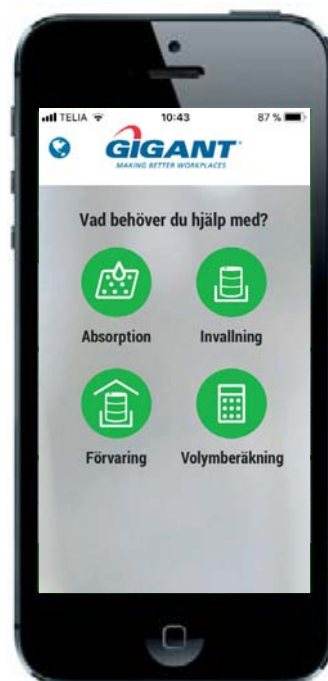 TELIA 10:43 87 %
GIGANT
MAKING BETTER WORKPLACES
Vad behöver du hjälp med?
Absorption Invallning
Förvaring Volymberäkning